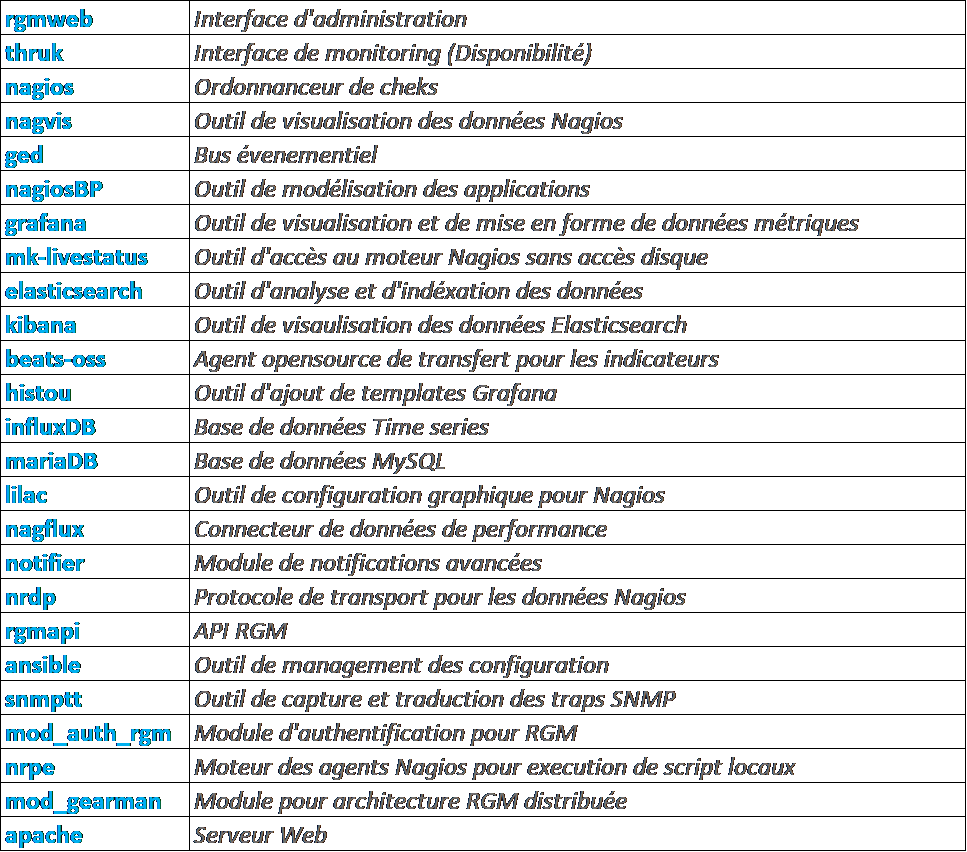 rgmweb Interface d'administration
thruk Interface de monitoring (Disponibilité)
nagios Ordonnanceur de cheks
nagvis Outil de visualisation des données Nagios
ged Bus évenementiel
nagiosBP Outil de modélisation des applications
grafana Outil de visualisation et de mise en forme de données métriques
mk-livestatus Outil d'accès au moteur Nagios sans accès disque
elasticsearch Outil d'analyse et d'indéxation des données
kibana Outil de visaulisation des données Elasticsearch
beats-oss Agent opensource de transfert pour les indicateurs
histou Outil d'ajout de templates Grafana
influxDB Base de données Time series
mariaDB Base de données MySQL
lilac Outil de configuration graphique pour Nagios
nagflux Connecteur de données de performance
notifier Module de notifications avancées
nrdp Protocole de transport pour les données Nagios
rgmapi API RGM
ansible Outil de management des configuration
snmptt Outil de capture et traduction des traps SNMP
mod_auth_rgm Module d'authentification pour RGM
nrpe Moteur des agents Nagios pour execution de script locaux
mod_gearman Module pour architecture RGM distribuée
apache Serveur Web